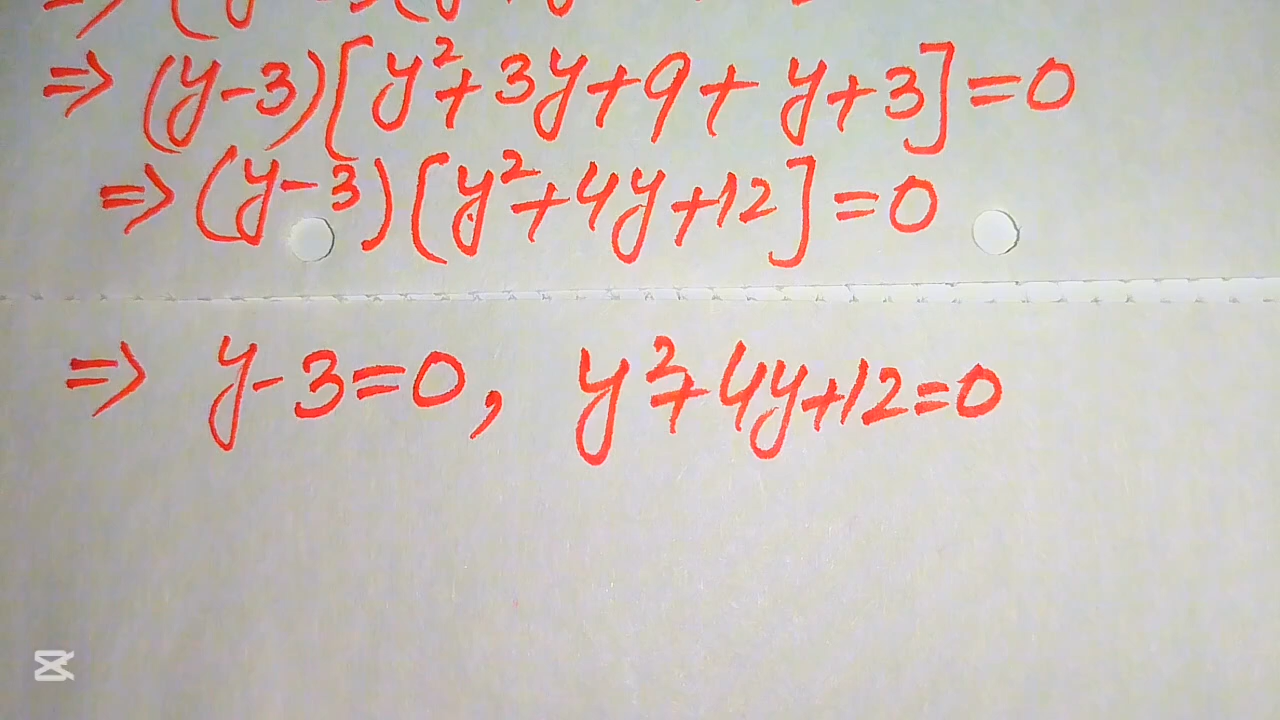 ⇒ (y-3)[y²+3y+9+y+3]=0
⇒ (y-3)[y²+4y+12]=0
⇒ y-3=0, y²+4y+12=0